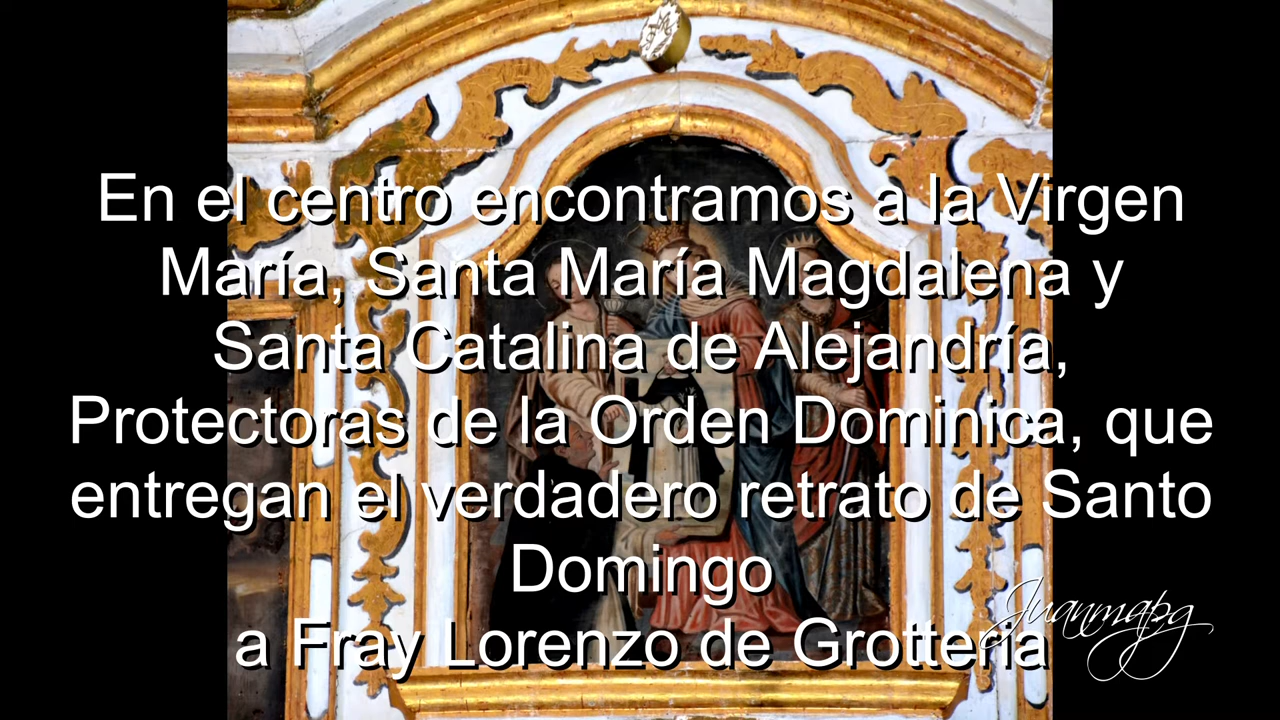 En el centro encontramos a la Virgen
María, Santa María Magdalena y
Santa Catalina de Alejandría,
Protectoras de la Orden Dominica, que
entregan el verdadero retrato de Santo
Domingo
a Fray Lorenzo de Grotteria
Juanmapg